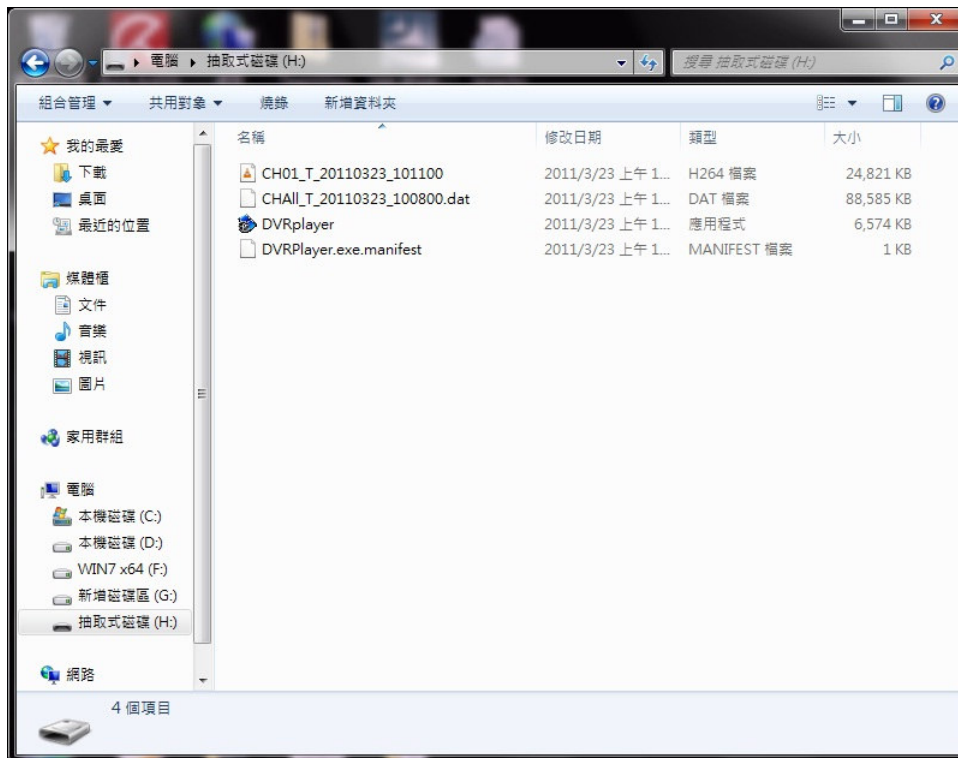 電腦 ▸ 抽取式磁碟 (H:)
搜尋 抽取式磁碟 (H:)
組合管理 共用對象 燒錄 新增資料夾
我的最愛
下載
桌面
最近的位置
媒體櫃
文件
音樂
視訊
圖片
家用群組
電腦
本機磁碟 (C:)
本機磁碟 (D:)
WIN7 x64 (F:)
新增磁碟區 (G:)
抽取式磁碟 (H:)
網路
名稱 修改日期 類型 大小
CH01_T_20110323_101100 2011/3/23 上午 1... H264 檔案 24,821 KB
CHAll_T_20110323_100800.dat 2011/3/23 上午 1... DAT 檔案 88,585 KB
DVRplayer 2011/3/23 上午 1... 應用程式 6,574 KB
DVRPlayer.exe.manifest 2011/3/23 上午 1... MANIFEST 檔案 1 KB
4 個項目